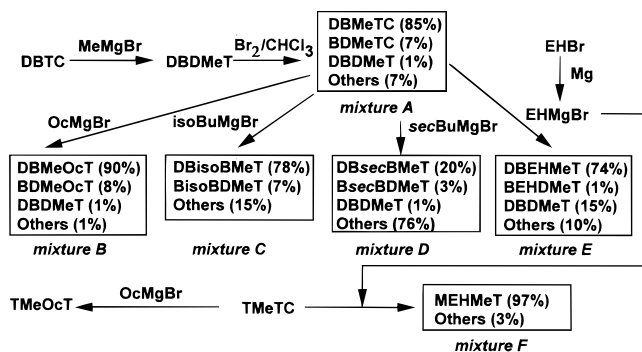 DBTC MeMgBr DBDMeT Br2/CHCl3
DBMeTC (85%)
BDMeTC (7%)
DBDMeT (1%)
Others (7%)
mixture A
EHBr
Mg
EHMgBr
OcMgBr
isoBuMgBr
secBuMgBr
DBMeOcT (90%)
BDMeOcT (8%)
DBDMeT (1%)
Others (1%)
mixture B
DBisoBMeT (78%)
BisoBDMeT (7%)
Others (15%)
mixture C
DBsecBMeT (20%)
BsecBDMeT (3%)
DBDMeT (1%)
Others (76%)
mixture D
DBEHMeT (74%)
BEHDMeT (1%)
DBDMeT (15%)
Others (10%)
mixture E
TMeOcT OcMgBr TMeTC
MEHMeT (97%)
Others (3%)
mixture F